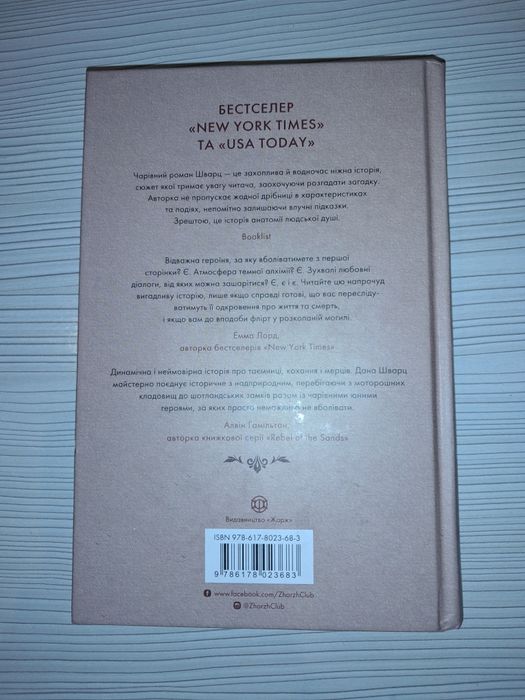 БЕСТСЕЛЕР
«NEW YORK TIMES»
ТА «USA TODAY»
Чарівний роман Шварц — це захоплива й водночас ніжна історія,
сюжет якої тримає увагу читача, заохочуючи розгадати загадку.
Авторка не пропускає жодної дрібниці в характеристиках
та подіях, непомітно залишаючи влучні підказки.
Зрештою, це історія анатомії людської душі.
Booklist
Відважна героїня, за яку вболіватимете з першої
сторінки? Є. Атмосфера темної алхімії? Є. Зухвалі любовні
діалоги, від яких можна зашарітися? Є, є і є. Читайте цю напрочуд
вигадливу історію, лише якщо справді готові, що вас пересліду-
ватимуть її одкровення про життя та смерть,
і якщо вам до вподоби флірт у розкопаній могилі.
Емма Лорд,
авторка бестселерів «New York Times»
Динамічна і неймовірна історія про таємниці, кохання і мерців. Дана Шварц
майстерно поєднує історичне з надприродним, перебігаючи з моторошних
кладовищ до шотландських замків разом із чарівними юними
героями, за яких просто неможливо не вболівати.
Алвін Гамільтон,
авторка книжкової серії «Rebel of the Sands»
Видавництво «Жорж»
ISBN 978-617-8023-68-3
9 786178 023683
www.facebook.com/ZhorzhClub
@ZhorzhClub